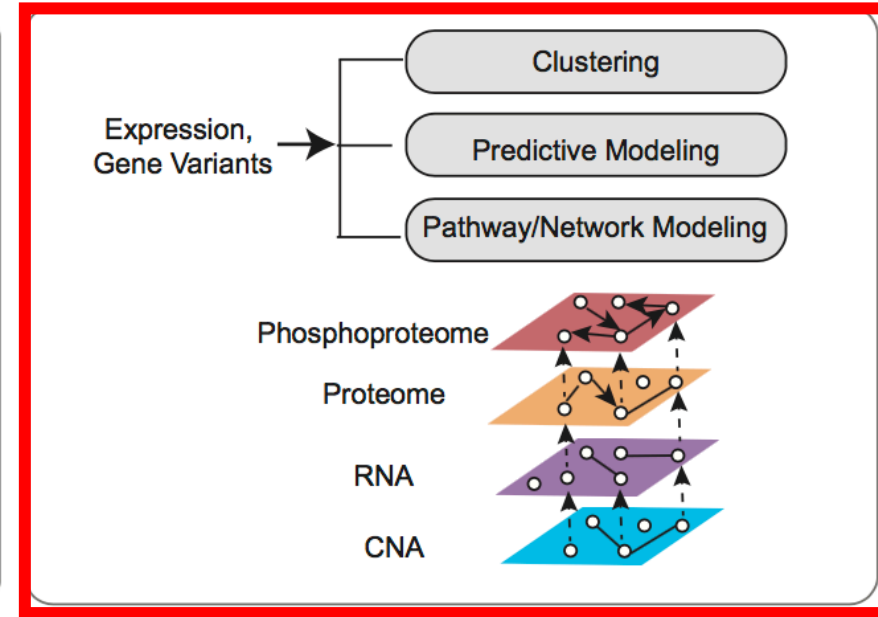 Clustering
Expression,
Gene Variants
Predictive Modeling
Pathway/Network Modeling
Phosphoproteome
Proteome
RNA
CNA